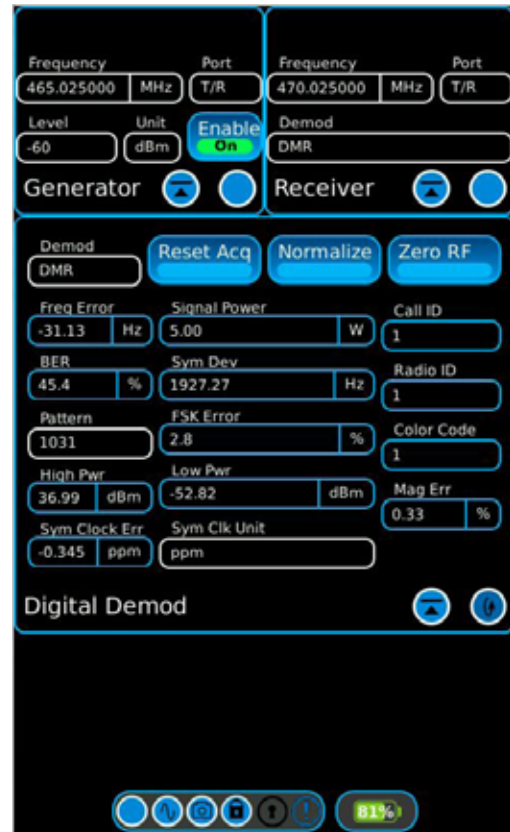 Frequency Port
465.025000 MHz T/R
Level Unit Enable
-60 dBm On
Generator
Frequency Port
470.025000 MHz T/R
Demod
DMR
Receiver
Demod
DMR
Reset Acq Normalize Zero RF
Freq Error Signal Power Call ID
-31.13 Hz 5.00 W 1
BER Sym Dev Radio ID
45.4 % 1927.27 Hz 1
Pattern FSK Error Color Code
1031 2.8 % 1
High Pwr Low Pwr Mag Err
36.99 dBm -52.82 dBm 0.33 %
Sym Clock Err Sym Clk Unit
-0.345 ppm ppm
Digital Demod
81%